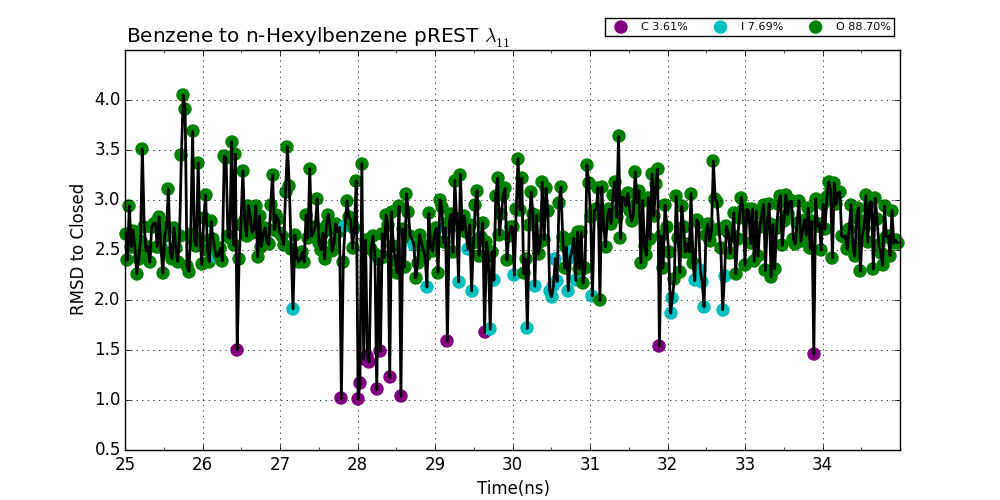 Benzene to n-Hexylbenzene pREST λ₁₁
C 3.61% I 7.69% O 88.70%
RMSD to Closed
4.0
3.5
3.0
2.5
2.0
1.5
1.0
0.5
25 26 27 28 29 30 31 32 33 34
Time(ns)